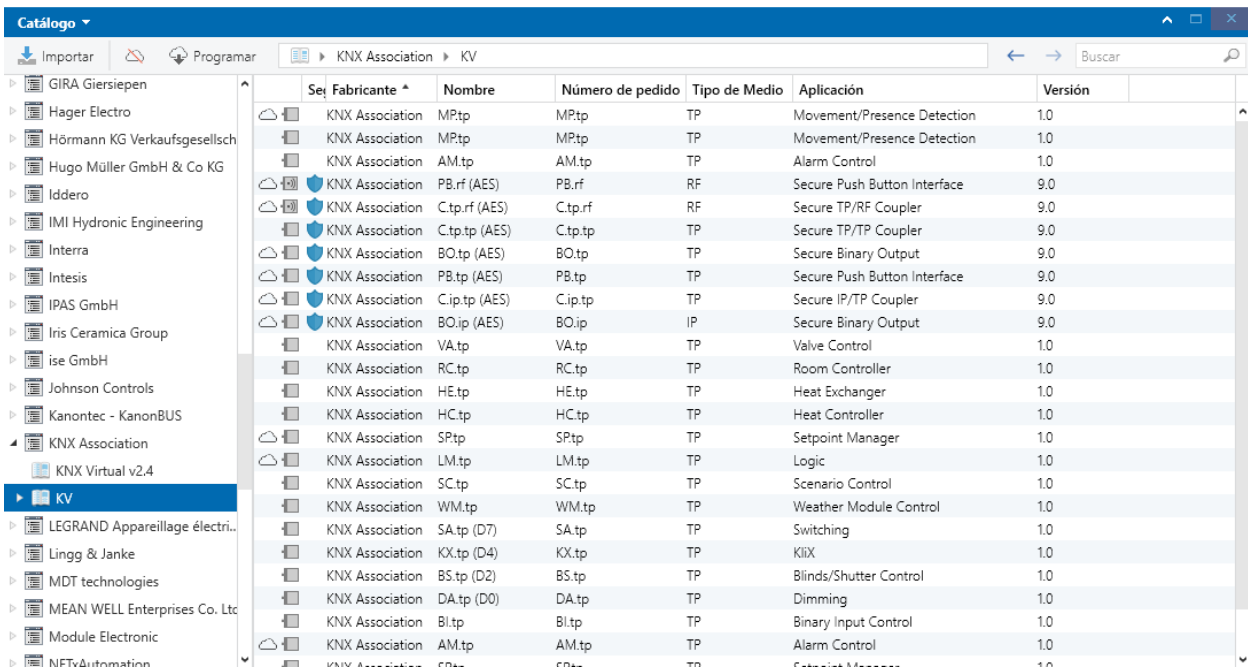 Catálogo
Importar Programar KNX Association KV Buscar
GIRA Giersiepen
Hager Electro
Hörmann KG Verkaufsgesellsch
Hugo Müller GmbH & Co KG
Iddero
IMI Hydronic Engineering
Interra
Intesis
IPAS GmbH
Iris Ceramica Group
ise GmbH
Johnson Controls
Kanontec - KanonBUS
KNX Association
KNX Virtual v2.4
KV
LEGRAND Appareillage électri..
Lingg & Janke
MDT technologies
MEAN WELL Enterprises Co. Ltd
Module Electronic
NETxAutomation
Seg Fabricante Nombre Número de pedido Tipo de Medio Aplicación Versión
KNX Association MP.tp MP.tp TP Movement/Presence Detection 1.0
KNX Association MP.tp MP.tp TP Movement/Presence Detection 1.0
KNX Association AM.tp AM.tp TP Alarm Control 1.0
KNX Association PB.rf (AES) PB.rf RF Secure Push Button Interface 9.0
KNX Association C.tp.rf (AES) C.tp.rf RF Secure TP/RF Coupler 9.0
KNX Association C.tp.tp (AES) C.tp.tp TP Secure TP/TP Coupler 9.0
KNX Association BO.tp (AES) BO.tp TP Secure Binary Output 9.0
KNX Association PB.tp (AES) PB.tp TP Secure Push Button Interface 9.0
KNX Association C.ip.tp (AES) C.ip.tp TP Secure IP/TP Coupler 9.0
KNX Association BO.ip (AES) BO.ip IP Secure Binary Output 9.0
KNX Association VA.tp VA.tp TP Valve Control 1.0
KNX Association RC.tp RC.tp TP Room Controller 1.0
KNX Association HE.tp HE.tp TP Heat Exchanger 1.0
KNX Association HC.tp HC.tp TP Heat Controller 1.0
KNX Association SP.tp SP.tp TP Setpoint Manager 1.0
KNX Association LM.tp LM.tp TP Logic 1.0
KNX Association SC.tp SC.tp TP Scenario Control 1.0
KNX Association WM.tp WM.tp TP Weather Module Control 1.0
KNX Association SA.tp (D7) SA.tp TP Switching 1.0
KNX Association KX.tp (D4) KX.tp TP KliX 1.0
KNX Association BS.tp (D2) BS.tp TP Blinds/Shutter Control 1.0
KNX Association DA.tp (D0) DA.tp TP Dimming 1.0
KNX Association BI.tp BI.tp TP Binary Input Control 1.0
KNX Association AM.tp AM.tp TP Alarm Control 1.0
KNX Association SP.tp SP.tp TP Setpoint Manager 1.0